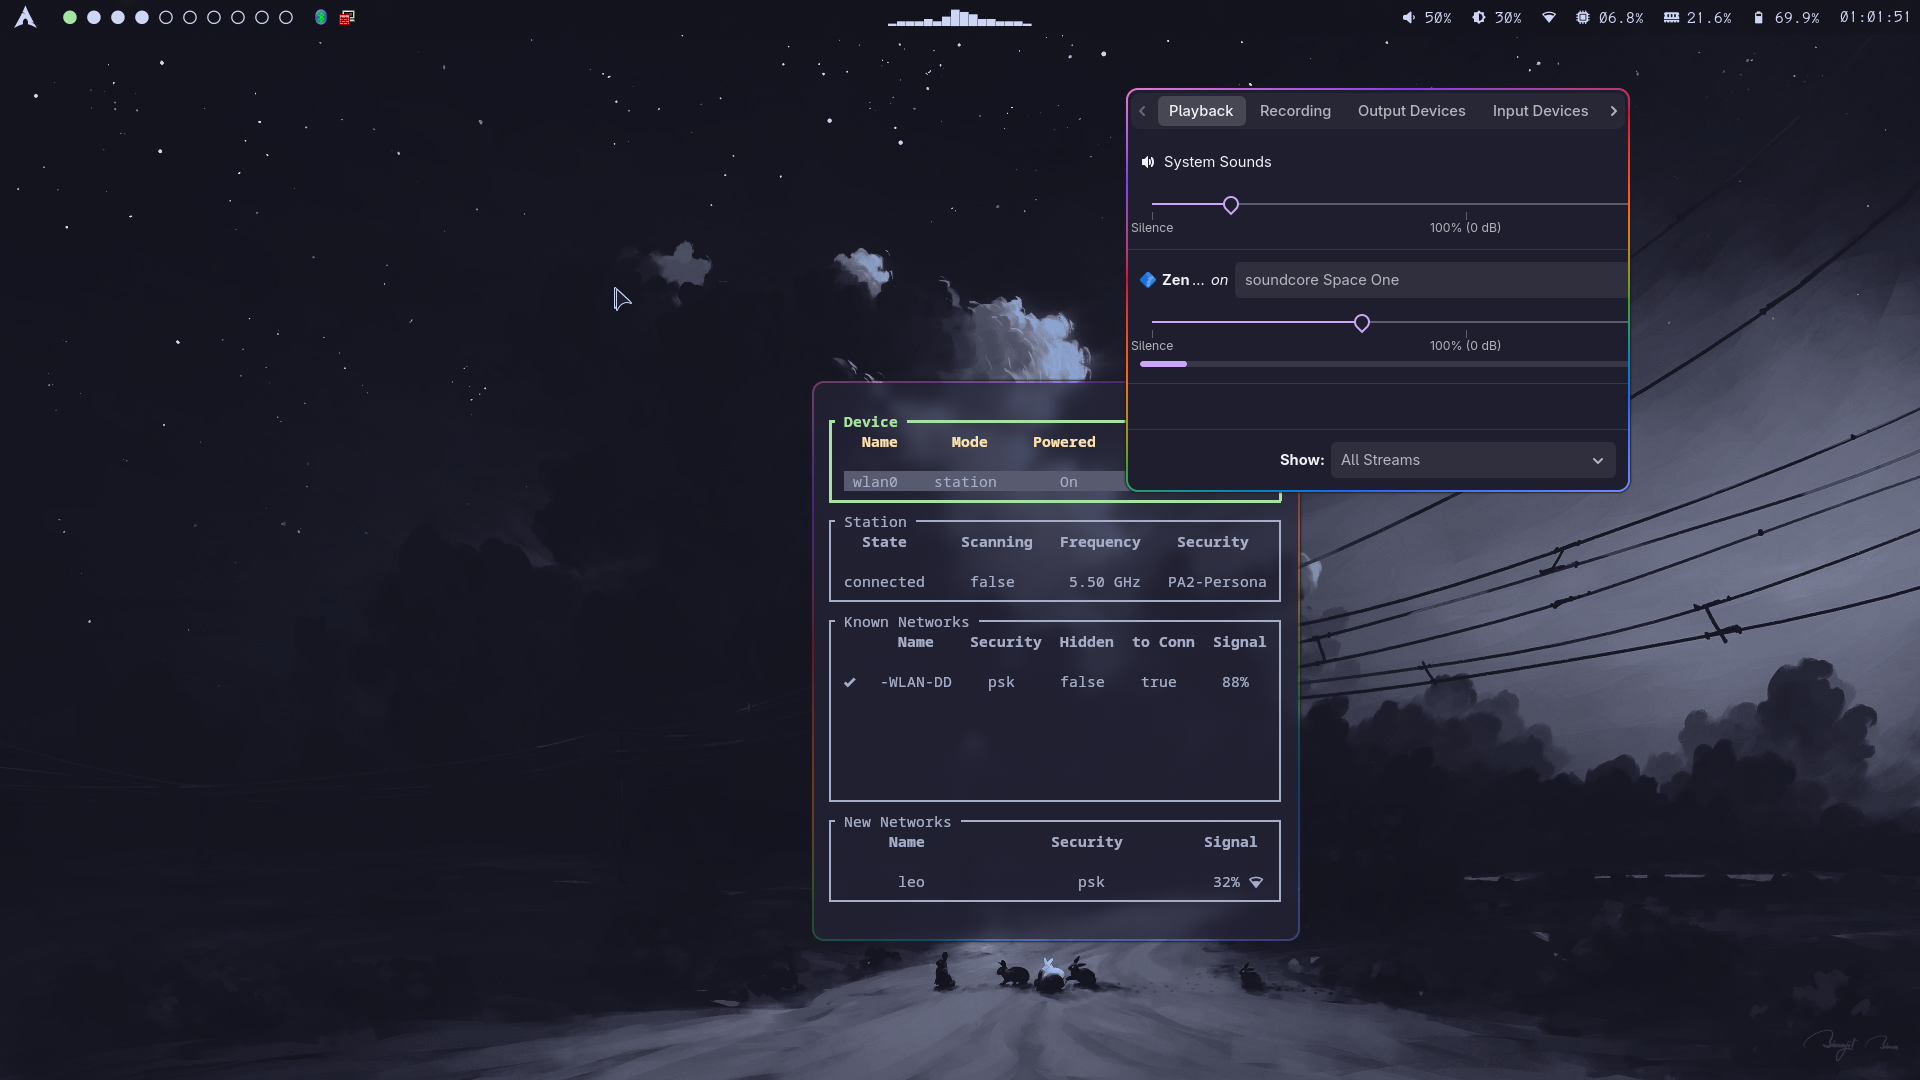 50% 30% 06.8% 21.6% 69.9% 01:01:51
Playback Recording Output Devices Input Devices
System Sounds
Silence 100% (0 dB)
Zen... on soundcore Space One
Silence 100% (0 dB)
Show: All Streams
Device
Name Mode Powered
wlan0 station On
Station
State Scanning Frequency Security
connected false 5.50 GHz PA2-Persona
Known Networks
Name Security Hidden to Conn Signal
-WLAN-DD psk false true 88%
New Networks
Name Security Signal
leo psk 32%